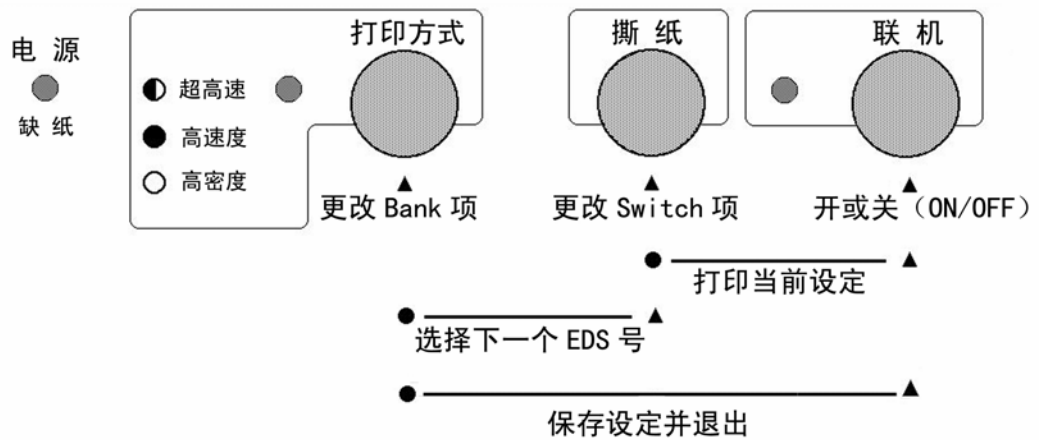 电 源
缺 纸
打印方式
超高速
高速度
高密度
撕 纸
联 机
更改 Bank 项
更改 Switch 项
开或关（ON/OFF）
打印当前设定
选择下一个 EDS 号
保存设定并退出